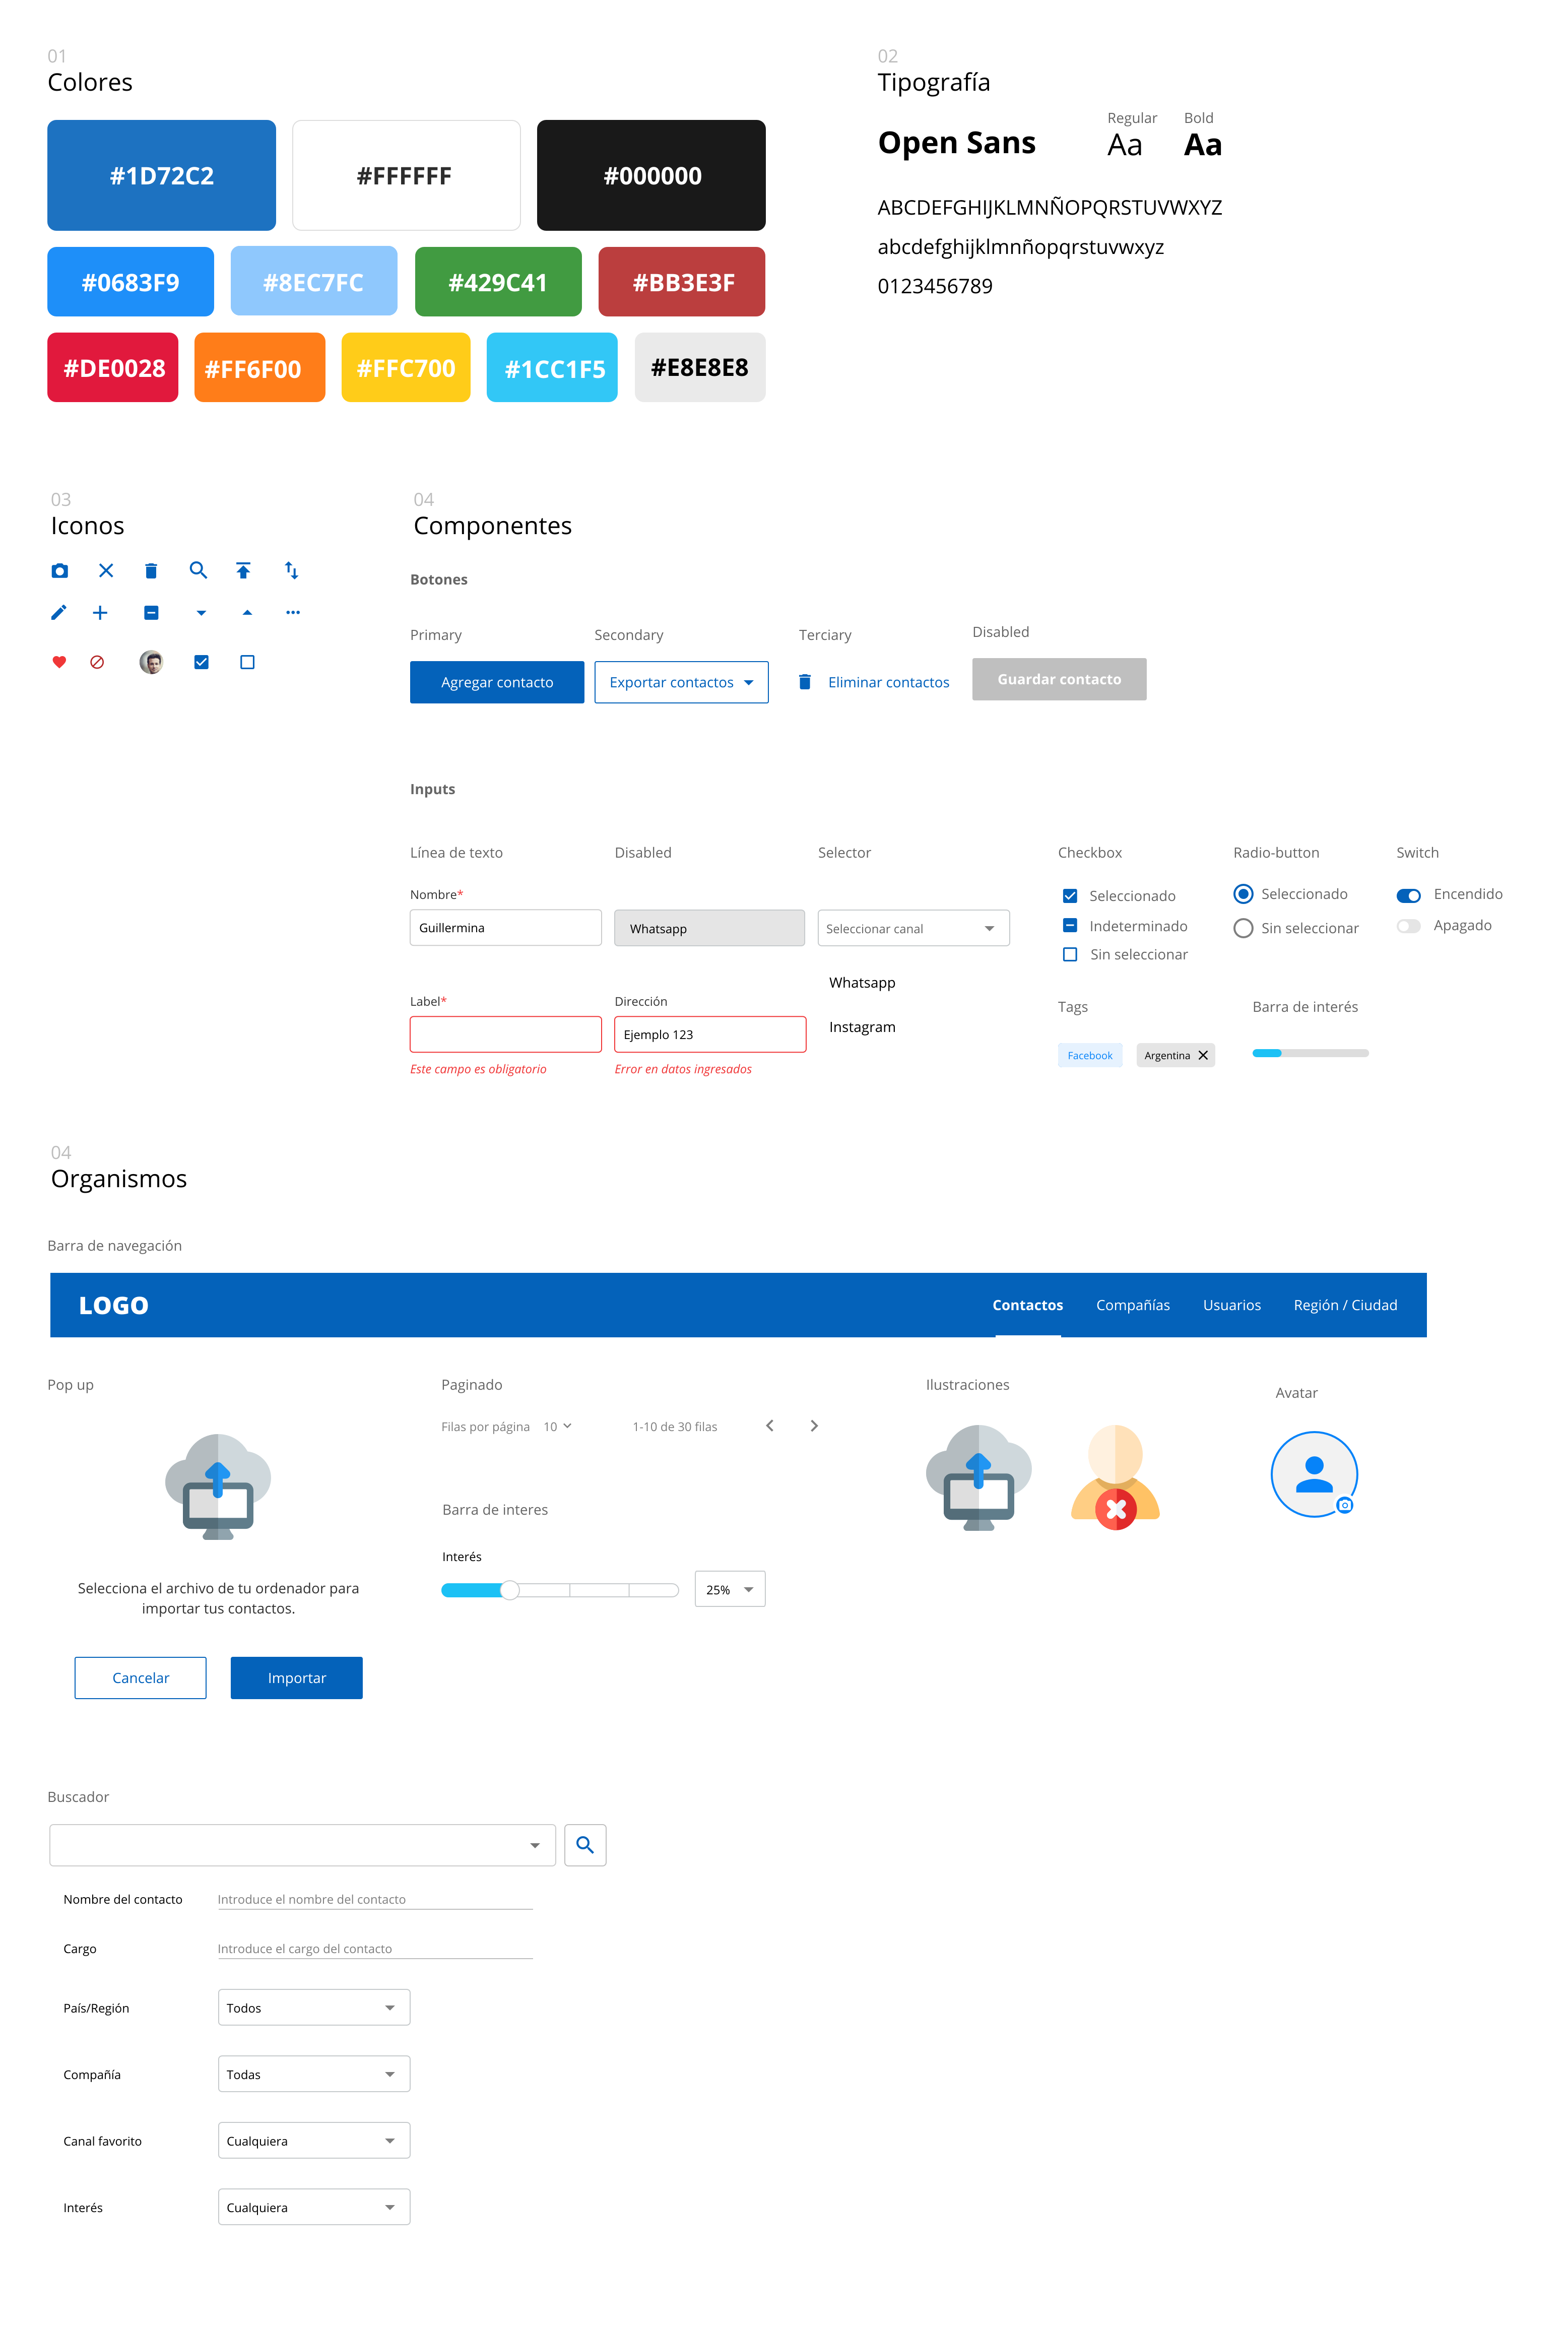 01
Colores
#1D72C2
#FFFFFF
#000000
#0683F9
#8EC7FC
#429C41
#BB3E3F
#DE0028
#FF6F00
#FFC700
#1CC1F5
#E8E8E8
02
Tipografía
Open Sans
Regular
Aa
Bold
Aa
ABCDEFGHIJKLMNÑOPQRSTUVWXYZ
abcdefghijklmnñopqrstuvwxyz
0123456789
03
Iconos
04
Componentes
Botones
Primary
Secondary
Terciary
Disabled
Agregar contacto
Exportar contactos
Eliminar contactos
Guardar contacto
Inputs
Línea de texto
Disabled
Selector
Nombre*
Guillermina
Whatsapp
Seleccionar canal
Whatsapp
Instagram
Label*
Dirección
Ejemplo 123
Este campo es obligatorio
Error en datos ingresados
Checkbox
Seleccionado
Indeterminado
Sin seleccionar
Radio-button
Seleccionado
Sin seleccionar
Switch
Encendido
Apagado
Tags
Facebook
Argentina
Barra de interés
04
Organismos
Barra de navegación
LOGO
Contactos
Compañías
Usuarios
Región / Ciudad
Pop up
Selecciona el archivo de tu ordenador para
importar tus contactos.
Cancelar
Importar
Paginado
Filas por página
10
1-10 de 30 filas
Barra de interes
Interés
25%
Ilustraciones
Avatar
Buscador
Nombre del contacto
Introduce el nombre del contacto
Cargo
Introduce el cargo del contacto
País/Región
Todos
Compañía
Todas
Canal favorito
Cualquiera
Interés
Cualquiera